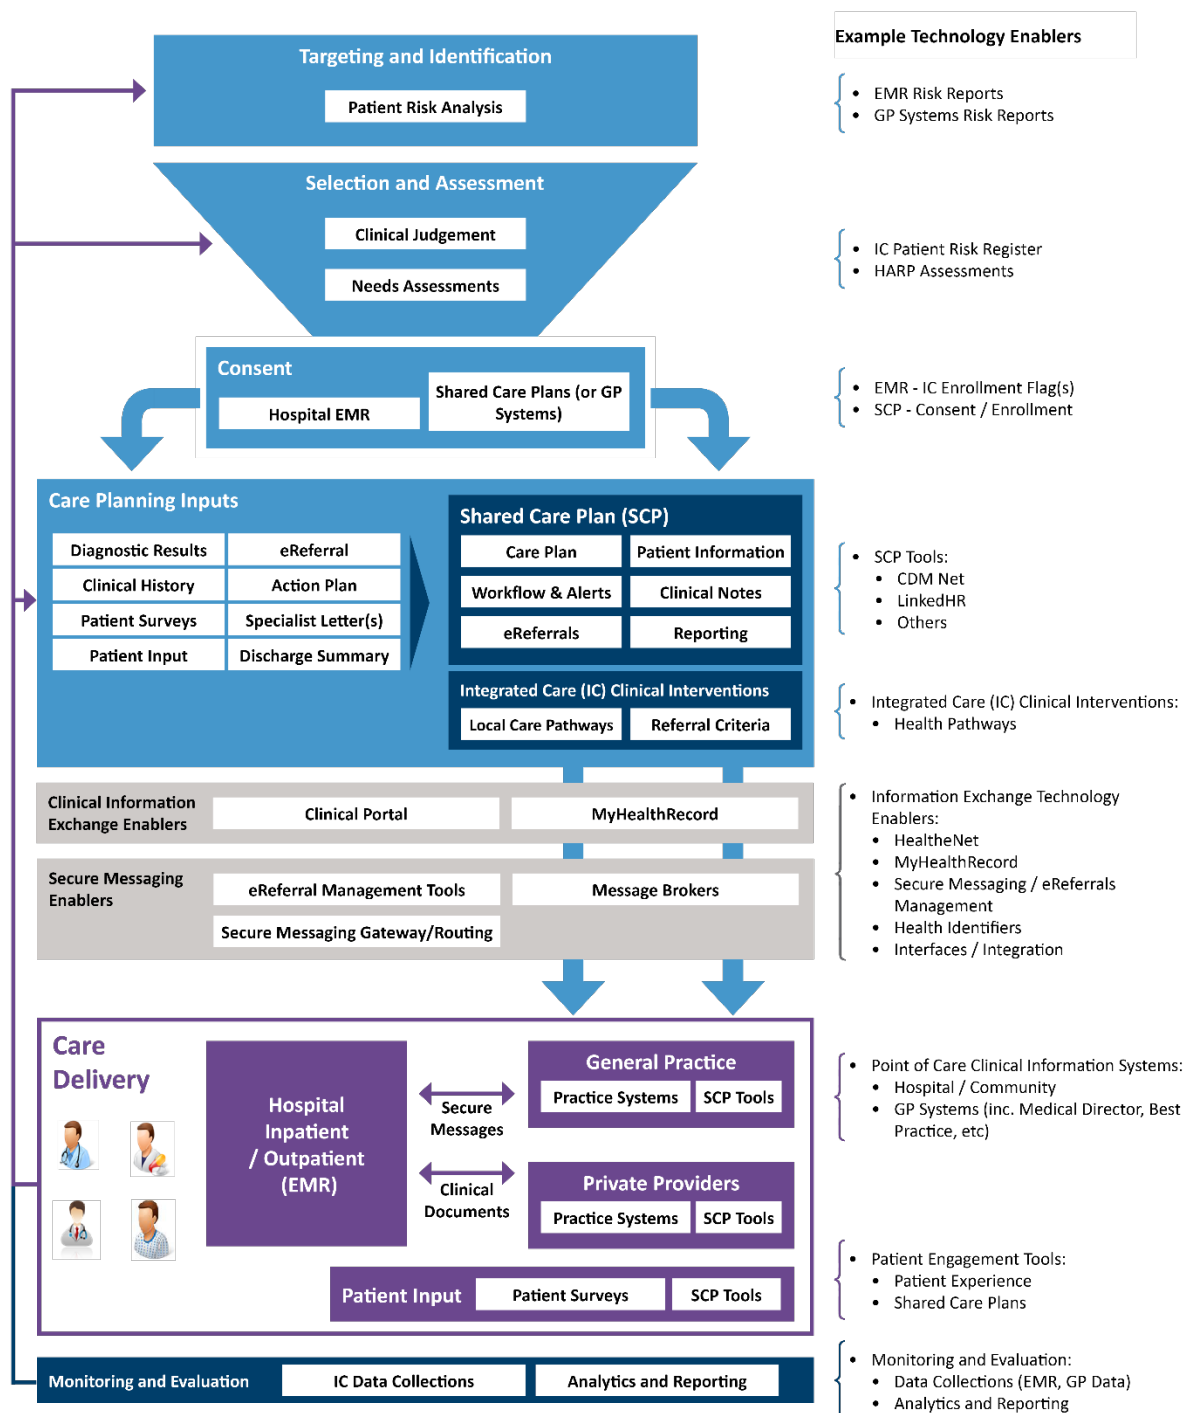 Example Technology Enablers
Targeting and Identification
Patient Risk Analysis
• EMR Risk Reports
• GP Systems Risk Reports
Selection and Assessment
Clinical Judgement
Needs Assessments
• IC Patient Risk Register
• HARP Assessments
Consent
Hospital EMR
Shared Care Plans (or GP
Systems)
• EMR - IC Enrollment Flag(s)
• SCP - Consent / Enrollment
Care Planning Inputs
Diagnostic Results
eReferral
Clinical History
Action Plan
Patient Surveys
Specialist Letter(s)
Patient Input
Discharge Summary
Shared Care Plan (SCP)
Care Plan
Patient Information
Workflow & Alerts
Clinical Notes
eReferrals
Reporting
• SCP Tools:
• CDM Net
• LinkedHR
• Others
Integrated Care (IC) Clinical Interventions
Local Care Pathways
Referral Criteria
• Integrated Care (IC) Clinical Interventions:
• Health Pathways
Clinical Information
Exchange Enablers
Clinical Portal
MyHealthRecord
Secure Messaging
Enablers
eReferral Management Tools
Message Brokers
Secure Messaging Gateway/Routing
• Information Exchange Technology
Enablers:
• HealtheNet
• MyHealthRecord
• Secure Messaging / eReferrals
Management
• Health Identifiers
• Interfaces / Integration
Care
Delivery
Hospital
Inpatient
/ Outpatient
(EMR)
Secure
Messages
Clinical
Documents
General Practice
Practice Systems
SCP Tools
Private Providers
Practice Systems
SCP Tools
Patient Input
Patient Surveys
SCP Tools
• Point of Care Clinical Information Systems:
• Hospital / Community
• GP Systems (inc. Medical Director, Best
Practice, etc)
• Patient Engagement Tools:
• Patient Experience
• Shared Care Plans
Monitoring and Evaluation
IC Data Collections
Analytics and Reporting
• Monitoring and Evaluation:
• Data Collections (EMR, GP Data)
• Analytics and Reporting